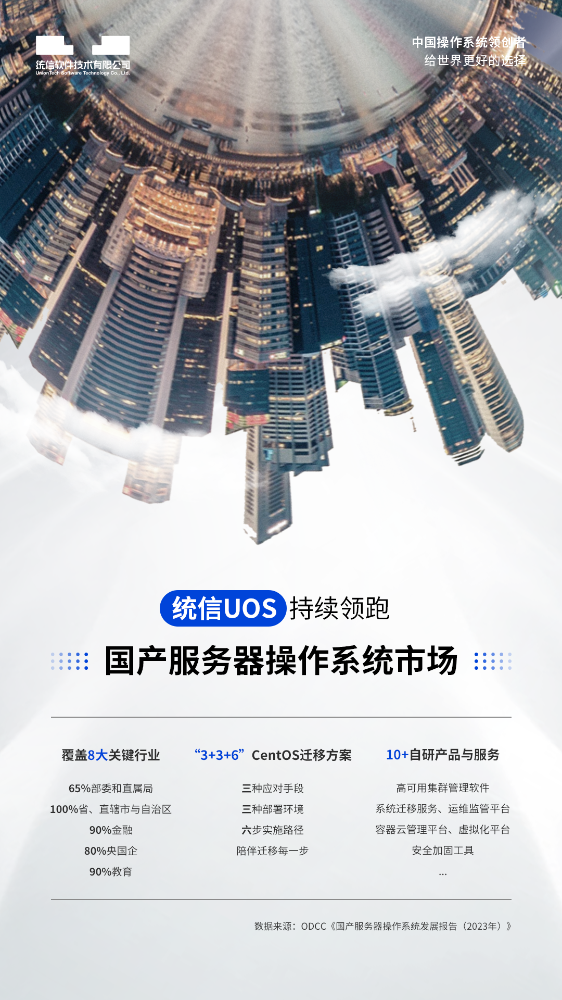 统信软件技术有限公司
UnionTech Software Technology Co., Ltd.
中国操作系统领创者
给世界更好的选择
统信UOS持续领跑
国产服务器操作系统市场
覆盖8大关键行业
65%部委和直属局
100%省、直辖市与自治区
90%金融
80%央国企
90%教育
“3+3+6”CentOS迁移方案
三种应对手段
三种部署环境
六步实施路径
陪伴迁移每一步
10+自研产品与服务
高可用集群管理软件
系统迁移服务、运维监管平台
容器云管理平台、虚拟化平台
安全加固工具
...
数据来源：ODCC《国产服务器操作系统发展报告（2023年）》